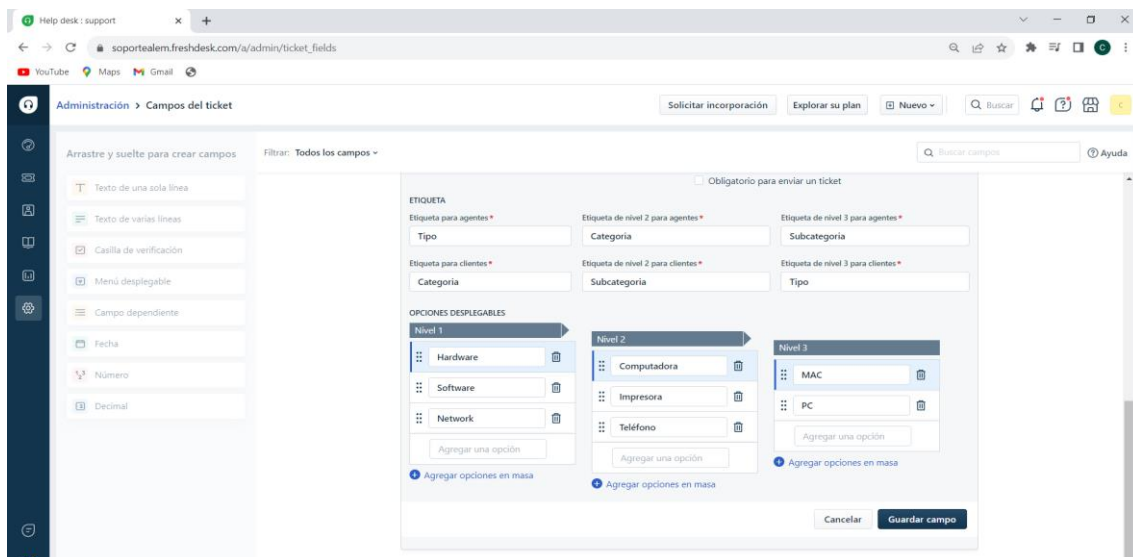 Help desk : support
soportealem.freshdesk.com/a/admin/ticket_fields
YouTube Maps Gmail
Administración > Campos del ticket
Solicitar incorporación Explorar su plan Nuevo Buscar C
Arrastre y suelte para crear campos
Filtrar: Todos los campos
Buscar campos
Ayuda
Texto de una sola línea
Texto de varias líneas
Casilla de verificación
Menú desplegable
Campo dependiente
Fecha
Número
Decimal
Obligatorio para enviar un ticket
ETIQUETA
Etiqueta para agentes* Etiqueta de nivel 2 para agentes* Etiqueta de nivel 3 para agentes*
Tipo Categoria Subcategoria
Etiqueta para clientes* Etiqueta de nivel 2 para clientes* Etiqueta de nivel 3 para clientes*
Categoria Subcategoria Tipo
OPCIONES DESPLEGABLES
Nivel 1
Hardware
Software
Network
Agregar una opción
Agregar opciones en masa
Nivel 2
Computadora
Impresora
Teléfono
Agregar una opción
Agregar opciones en masa
Nivel 3
MAC
PC
Agregar una opción
Agregar opciones en masa
Cancelar Guardar campo